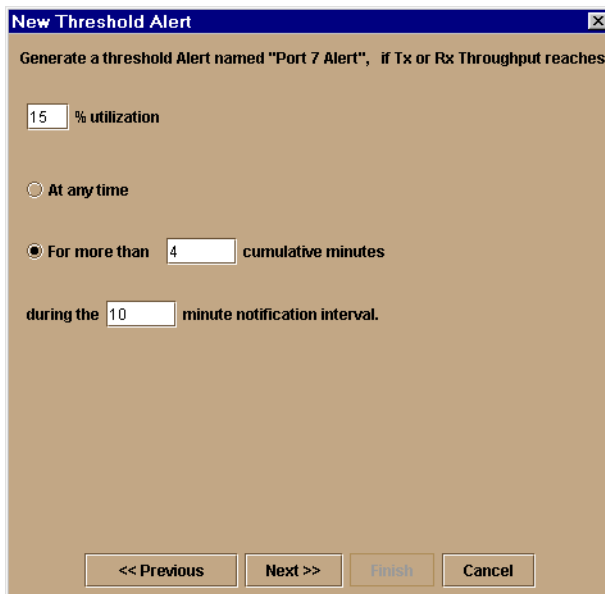 New Threshold Alert
Generate a threshold Alert named "Port 7 Alert", if Tx or Rx Throughput reaches
15 % utilization
At any time
For more than 4 cumulative minutes
during the 10 minute notification interval.
<< Previous Next >> Finish Cancel